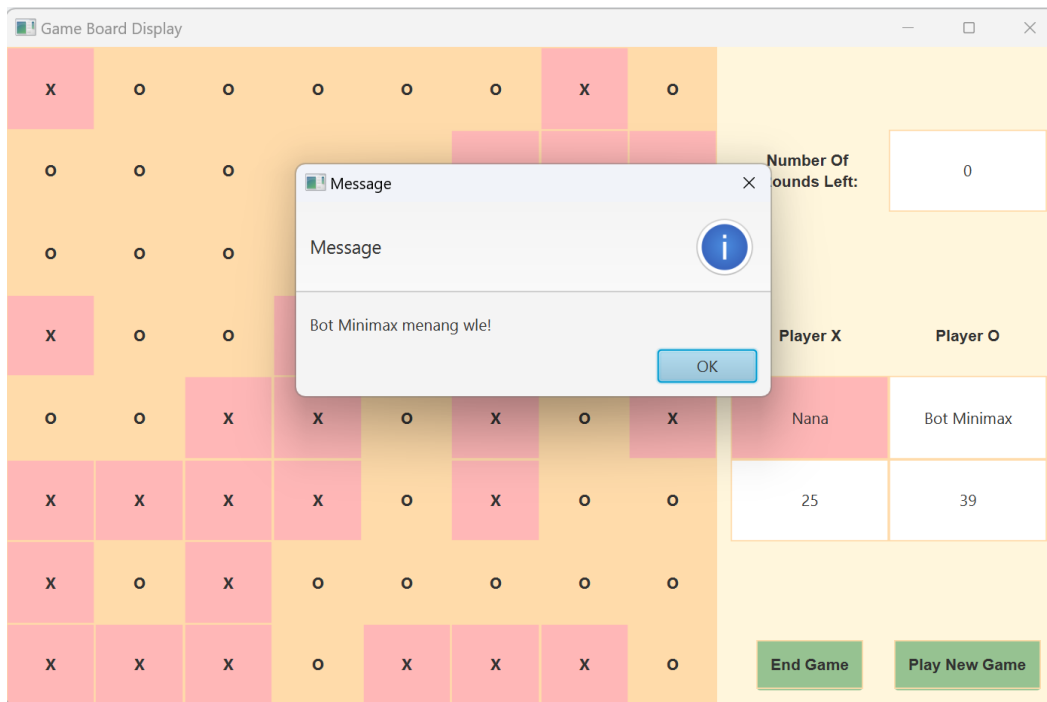 Game Board Display
X O O O O O X O
O O O
Number Of
ounds Left:
0
O O O
X O O
Player X Player O
O O X X O X O X
Nana Bot Minimax
X X X X O X O O
25 39
X O X O O O O O
X X X O X X X O
End Game Play New Game
Message
Message
Bot Minimax menang wle!
OK